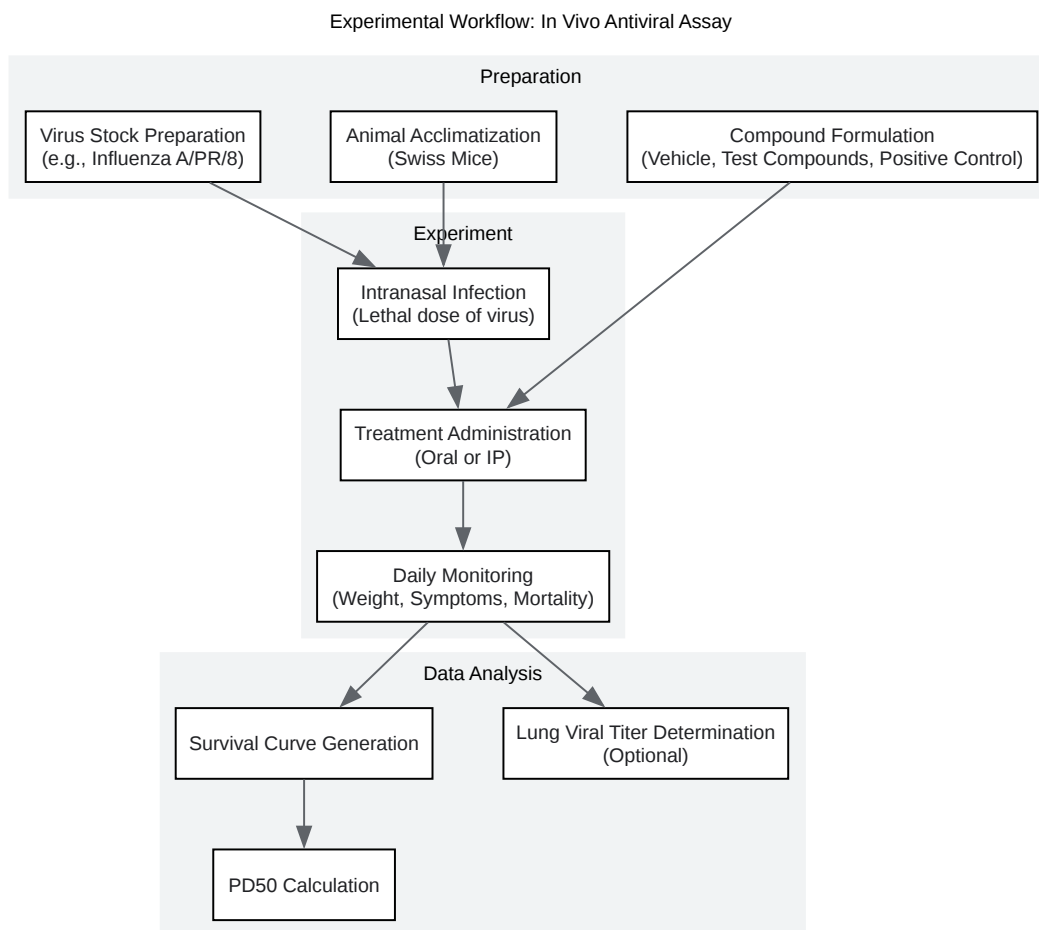 Experimental Workflow: In Vivo Antiviral Assay
Preparation
Virus Stock Preparation
(e.g., Influenza A/PR/8)
Animal Acclimatization
(Swiss Mice)
Compound Formulation
(Vehicle, Test Compounds, Positive Control)
Experiment
Intranasal Infection
(Lethal dose of virus)
Treatment Administration
(Oral or IP)
Daily Monitoring
(Weight, Symptoms, Mortality)
Data Analysis
Survival Curve Generation
Lung Viral Titer Determination
(Optional)
PD50 Calculation